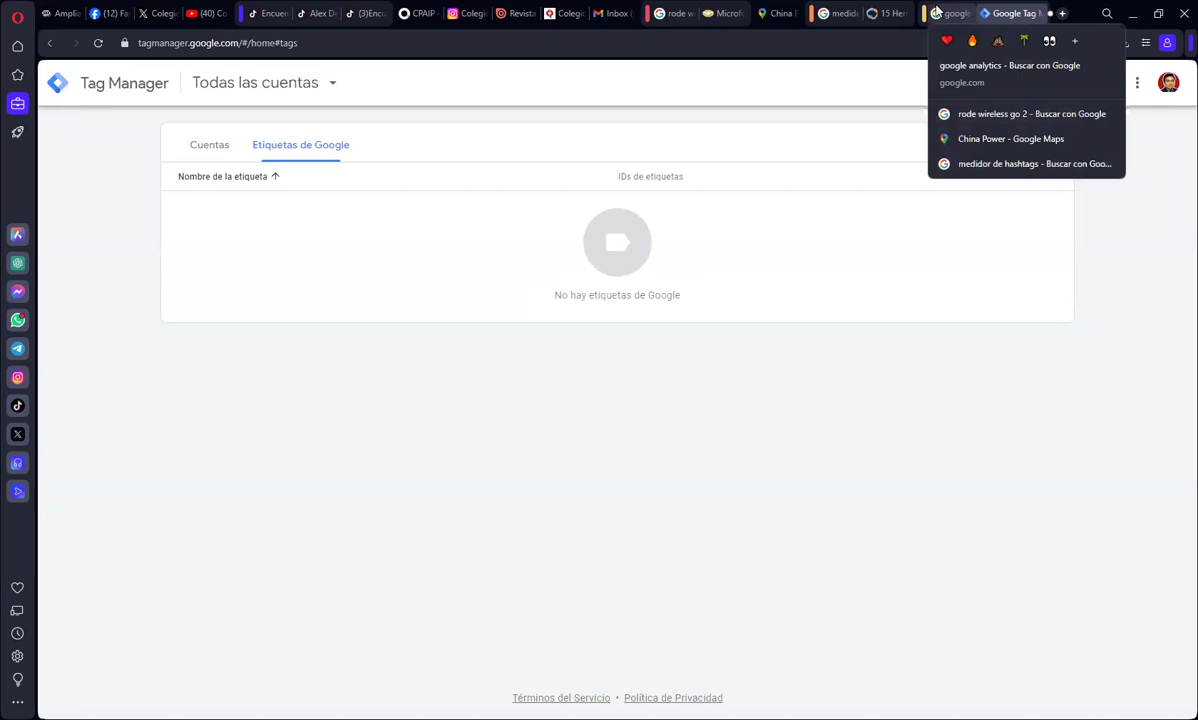 Amplia
(12) Fa
Colegi
(40) Co
Encuen
Alex De
(3)Encu
CPAIP -
Colegio
Revista
Colegi
Inbox (
rode w
Microf
China P
medido
15 Herr
google
Google Tag M
tagmanager.google.com/#/home#tags
google analytics - Buscar con Google
google.com
rode wireless go 2 - Buscar con Google
China Power - Google Maps
medidor de hashtags - Buscar con Goo...
Tag Manager
Todas las cuentas
Cuentas
Etiquetas de Google
Nombre de la etiqueta
IDs de etiquetas
No hay etiquetas de Google
Términos del Servicio • Política de Privacidad